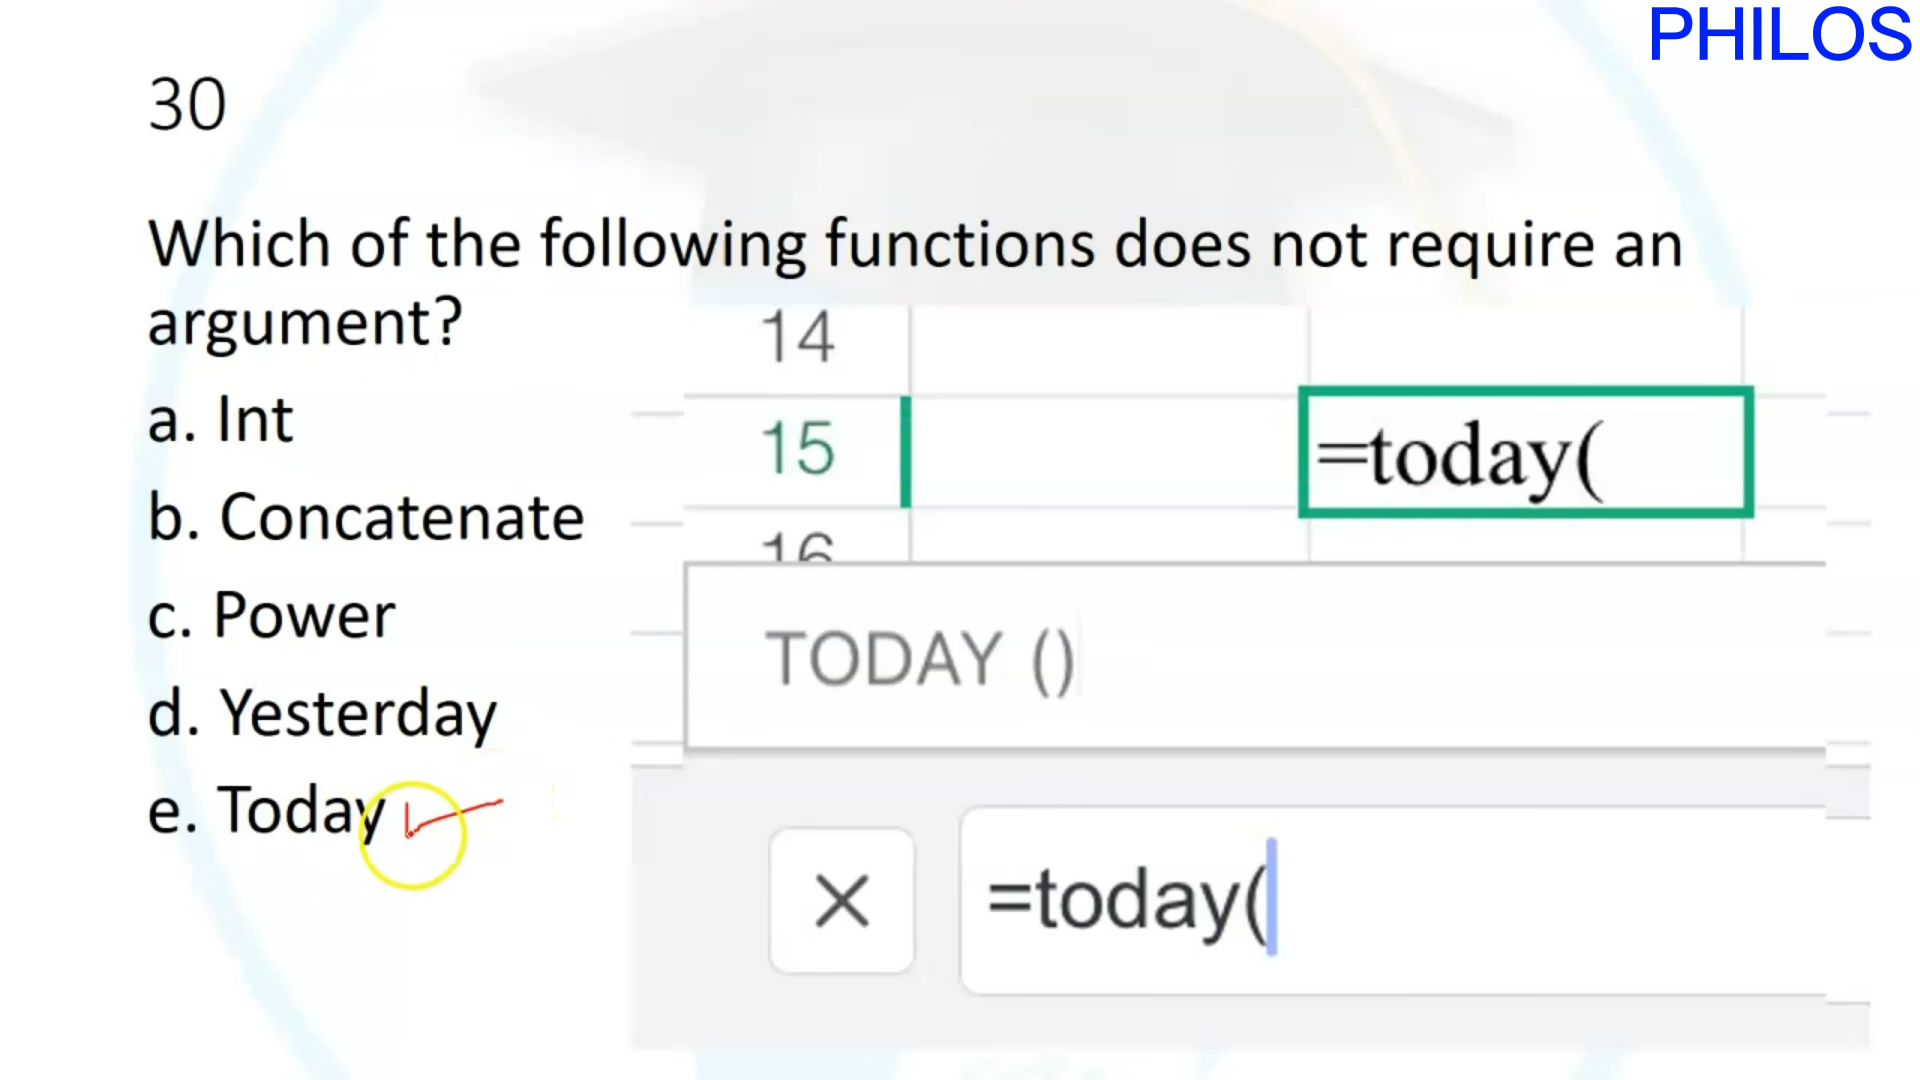 PHILOS
30
Which of the following functions does not require an
argument?
a. Int
b. Concatenate
c. Power
d. Yesterday
e. Today
14
15
=today(
16
TODAY ()
=today(